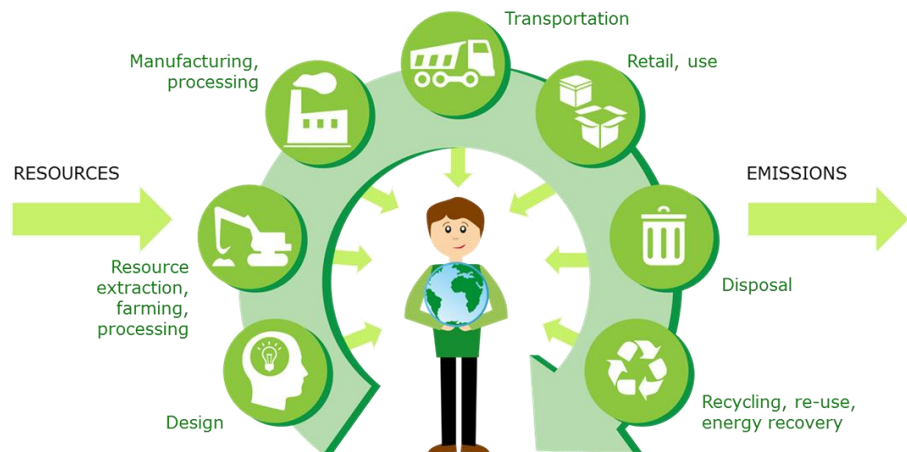 Transportation
Manufacturing,
processing
Retail, use
RESOURCES
EMISSIONS
Resource
extraction,
farming,
processing
Disposal
Design
Recycling, re-use,
energy recovery